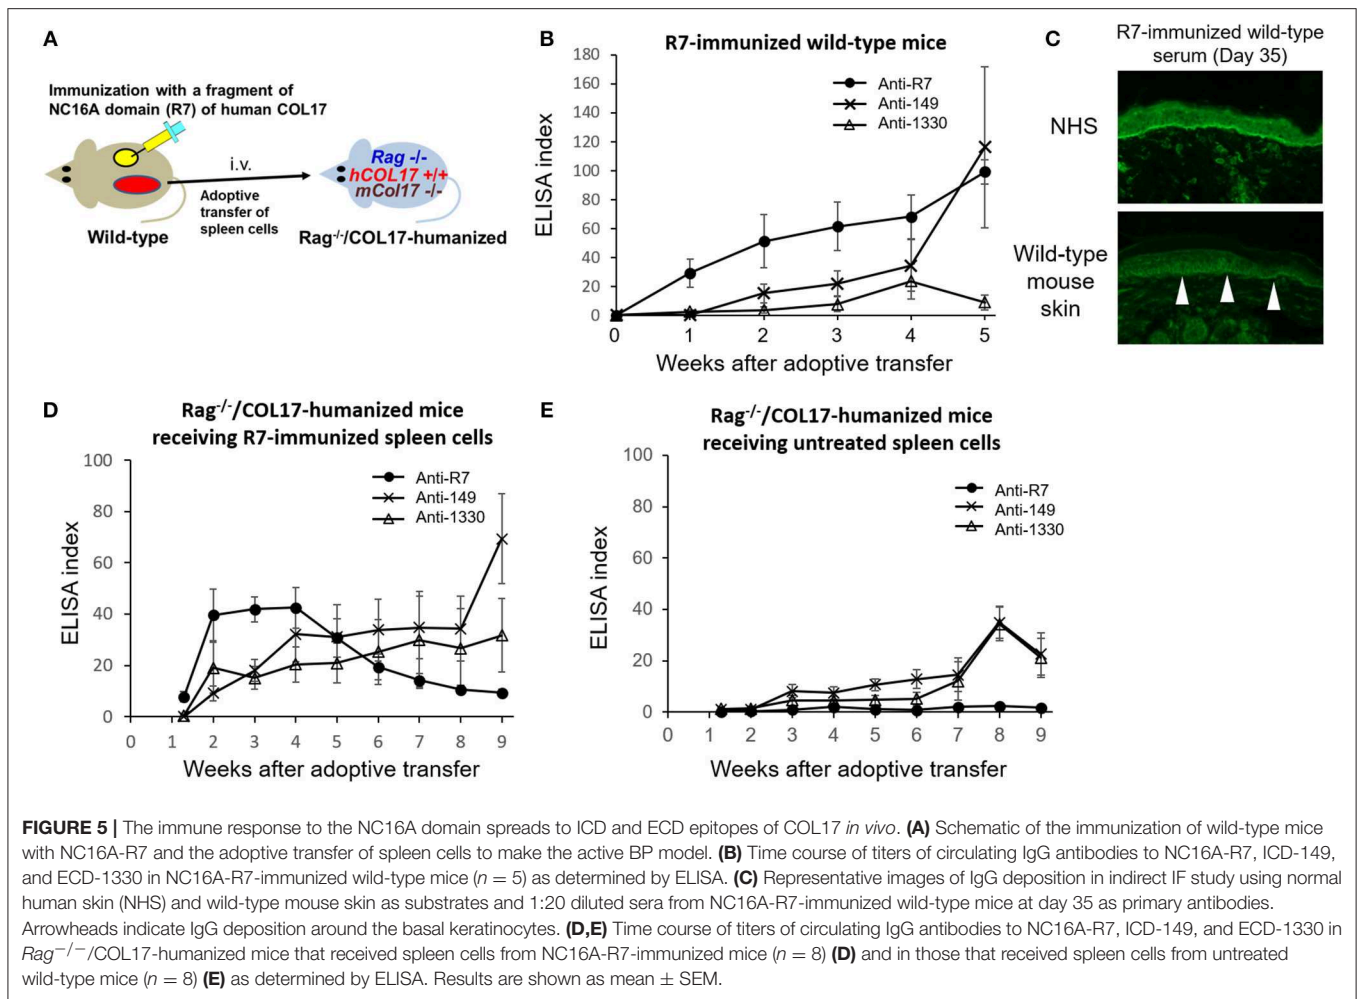 A
Immunization with a fragment of
NC16A domain (R7) of human COL17
i.v.
Adoptive
transfer of
spleen cells
Rag -/-
hCOL17 +/+
mCol17 -/-
Wild-type
Rag-/-/COL17-humanized
B
R7-immunized wild-type mice
180
160
140
120
100
80
60
40
20
0
ELISA index
Anti-R7
Anti-149
Anti-1330
0 1 2 3 4 5
Weeks after adoptive transfer
C
R7-immunized wild-type
serum (Day 35)
NHS
Wild-type
mouse
skin
D
Rag-/-/COL17-humanized mice
receiving R7-immunized spleen cells
100
80
60
40
20
0
ELISA index
Anti-R7
Anti-149
Anti-1330
0 1 2 3 4 5 6 7 8 9
Weeks after adoptive transfer
E
Rag-/-/COL17-humanized mice
receiving untreated spleen cells
100
80
60
40
20
0
ELISA index
Anti-R7
Anti-149
Anti-1330
0 1 2 3 4 5 6 7 8 9
Weeks after adoptive transfer
FIGURE 5 | The immune response to the NC16A domain spreads to ICD and ECD epitopes of COL17 in vivo. (A) Schematic of the immunization of wild-type mice
with NC16A-R7 and the adoptive transfer of spleen cells to make the active BP model. (B) Time course of titers of circulating IgG antibodies to NC16A-R7, ICD-149,
and ECD-1330 in NC16A-R7-immunized wild-type mice (n = 5) as determined by ELISA. (C) Representative images of IgG deposition in indirect IF study using normal
human skin (NHS) and wild-type mouse skin as substrates and 1:20 diluted sera from NC16A-R7-immunized wild-type mice at day 35 as primary antibodies.
Arrowheads indicate IgG deposition around the basal keratinocytes. (D,E) Time course of titers of circulating IgG antibodies to NC16A-R7, ICD-149, and ECD-1330 in
Rag−/−/COL17-humanized mice that received spleen cells from NC16A-R7-immunized mice (n = 8) (D) and in those that received spleen cells from untreated
wild-type mice (n = 8) (E) as determined by ELISA. Results are shown as mean ± SEM.